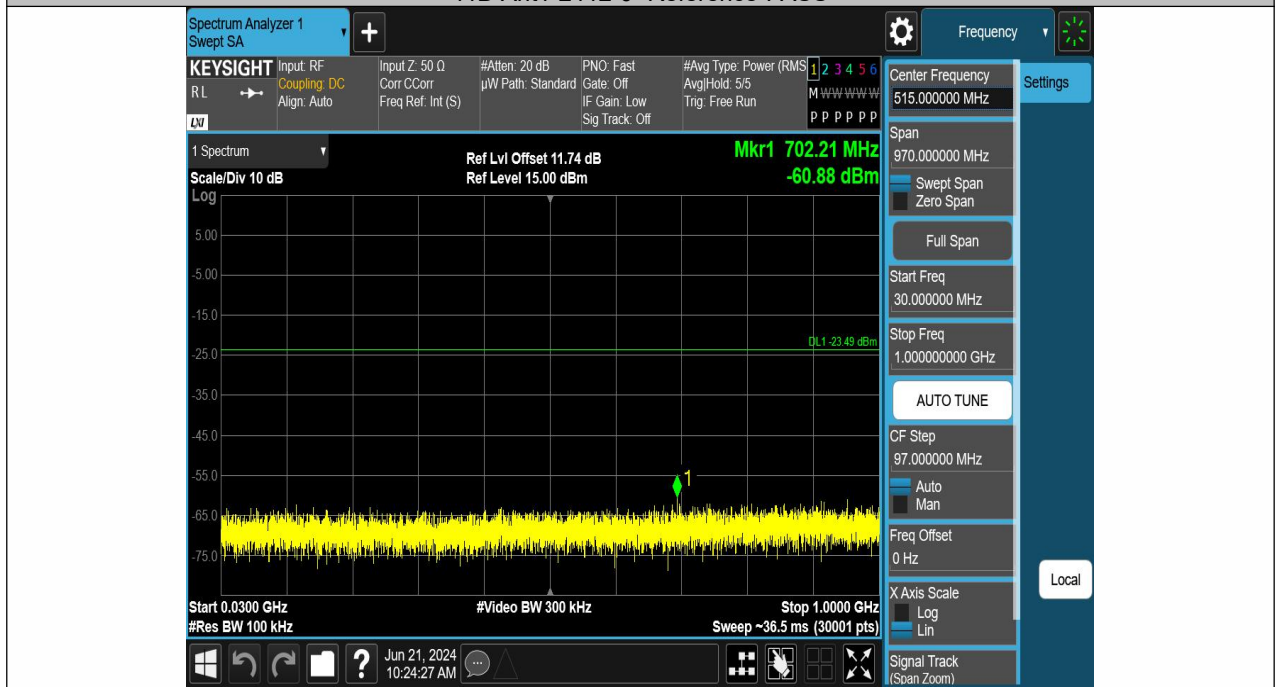 Spectrum Analyzer 1
Swept SA
+
Frequency
KEYSIGHT
RL
LXI
Input: RF
Coupling: DC
Align: Auto
Input Z: 50 Ω
Corr CCorr
Freq Ref: Int (S)
#Atten: 20 dB
µW Path: Standard
PNO: Fast
Gate: Off
IF Gain: Low
Sig Track: Off
#Avg Type: Power (RMS
Avg|Hold: 5/5
Trig: Free Run
1 2 3 4 5 6
M W W W W W
P P P P P P
1 Spectrum
Scale/Div 10 dB
Ref Lvl Offset 11.74 dB
Ref Level 15.00 dBm
Mkr1 702.21 MHz
-60.88 dBm
Log
5.00
-5.00
-15.0
DL1 -23.49 dBm
-25.0
-35.0
-45.0
-55.0
1
-65.0
-75.0
Start 0.0300 GHz
#Video BW 300 kHz
Stop 1.0000 GHz
#Res BW 100 kHz
Sweep ~36.5 ms (30001 pts)
Center Frequency
515.000000 MHz
Settings
Span
970.000000 MHz
Swept Span
Zero Span
Full Span
Start Freq
30.000000 MHz
Stop Freq
1.000000000 GHz
AUTO TUNE
CF Step
97.000000 MHz
Auto
Man
Freq Offset
0 Hz
X Axis Scale
Log
Lin
Local
Signal Track
(Span Zoom)
?
Jun 21, 2024
10:24:27 AM